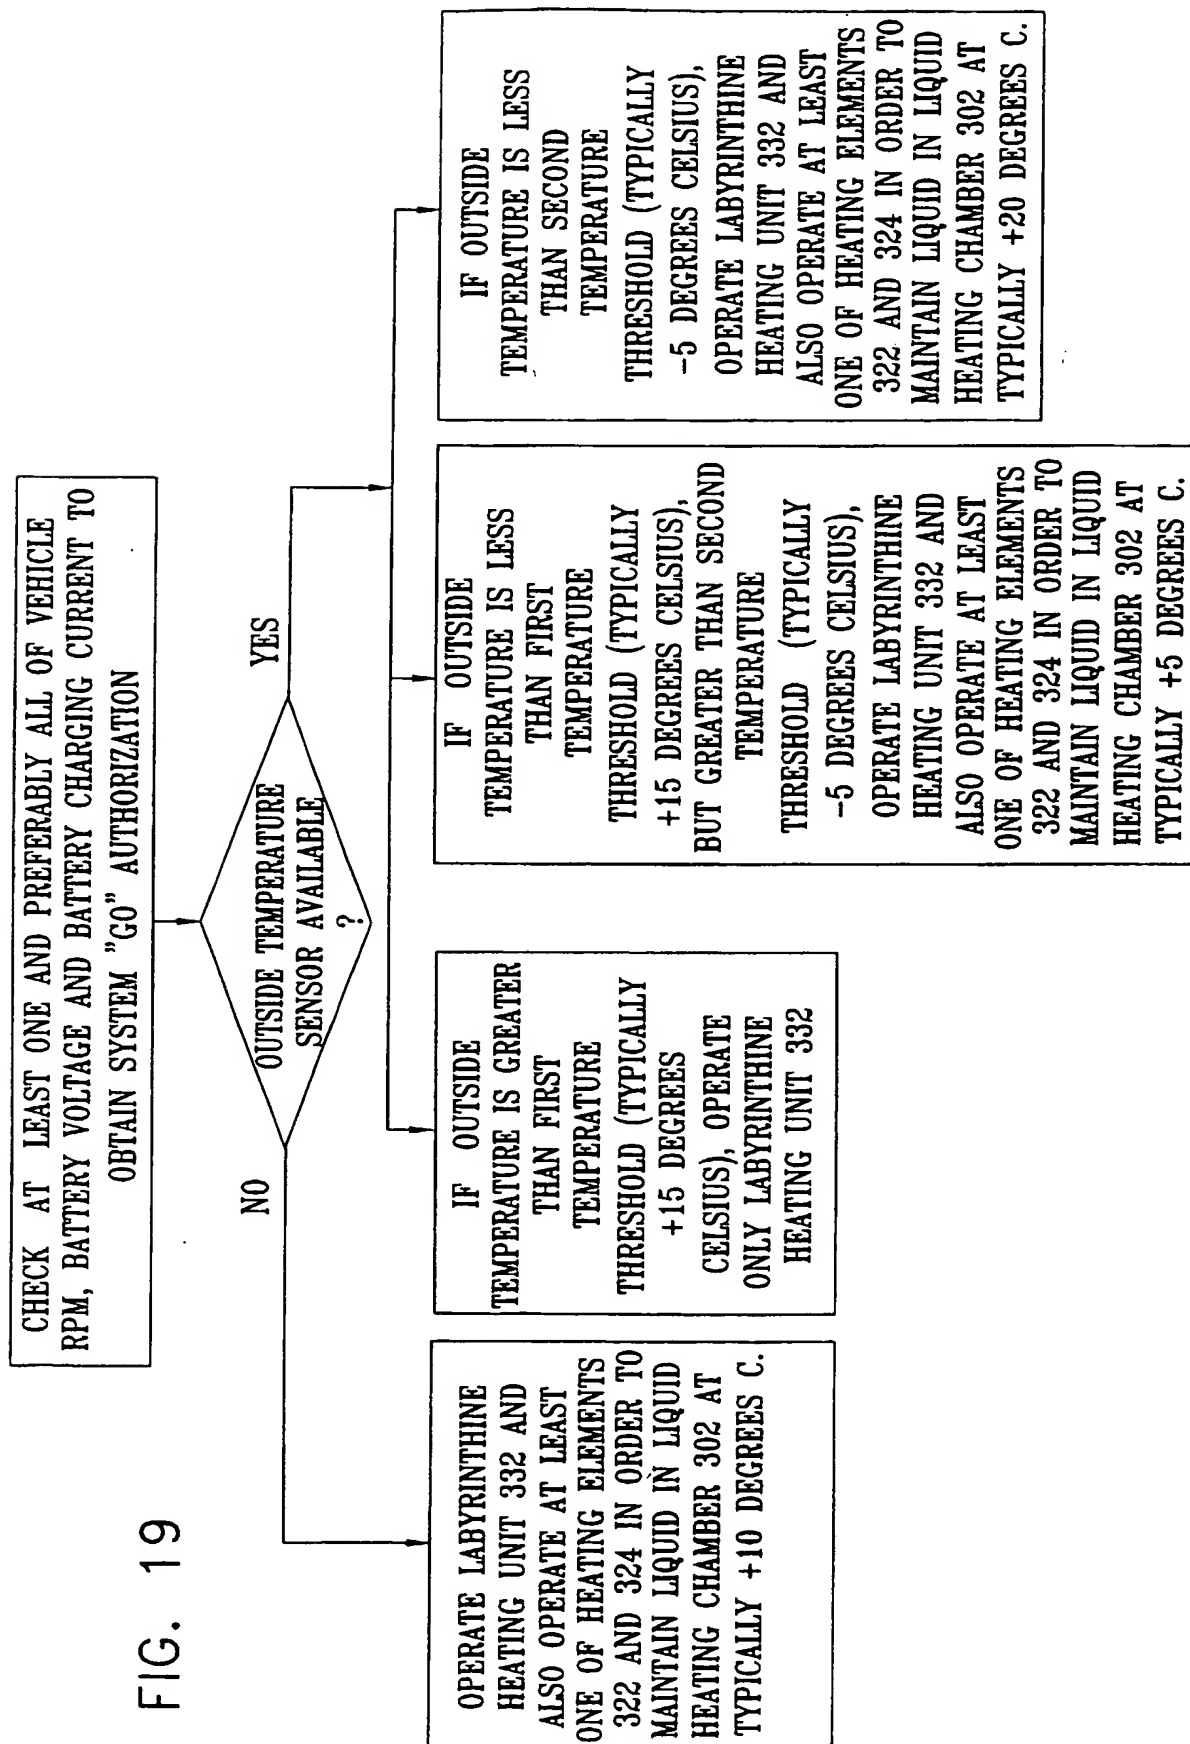 FIG. 19
CHECK AT LEAST ONE AND PREFERABLY ALL OF VEHICLE
RPM, BATTERY VOLTAGE AND BATTERY CHARGING CURRENT TO
OBTAIN SYSTEM "GO" AUTHORIZATION
OUTSIDE TEMPERATURE
SENSOR AVAILABLE
?
NO
YES
OPERATE LABYRINTHINE
HEATING UNIT 332 AND
ALSO OPERATE AT LEAST
ONE OF HEATING ELEMENTS
322 AND 324 IN ORDER TO
MAINTAIN LIQUID IN LIQUID
HEATING CHAMBER 302 AT
TYPICALLY +10 DEGREES C.
IF OUTSIDE
TEMPERATURE IS GREATER
THAN FIRST
TEMPERATURE
THRESHOLD (TYPICALLY
+15 DEGREES
CELSIUS), OPERATE
ONLY LABYRINTHINE
HEATING UNIT 332
IF OUTSIDE
TEMPERATURE IS LESS
THAN FIRST
TEMPERATURE
THRESHOLD (TYPICALLY
+15 DEGREES CELSIUS),
BUT GREATER THAN SECOND
TEMPERATURE
THRESHOLD (TYPICALLY
-5 DEGREES CELSIUS),
OPERATE LABYRINTHINE
HEATING UNIT 332 AND
ALSO OPERATE AT LEAST
ONE OF HEATING ELEMENTS
322 AND 324 IN ORDER TO
MAINTAIN LIQUID IN LIQUID
HEATING CHAMBER 302 AT
TYPICALLY +5 DEGREES C.
IF OUTSIDE
TEMPERATURE IS LESS
THAN SECOND
TEMPERATURE
THRESHOLD (TYPICALLY
-5 DEGREES CELSIUS),
OPERATE LABYRINTHINE
HEATING UNIT 332 AND
ALSO OPERATE AT LEAST
ONE OF HEATING ELEMENTS
322 AND 324 IN ORDER TO
MAINTAIN LIQUID IN LIQUID
HEATING CHAMBER 302 AT
TYPICALLY +20 DEGREES C.